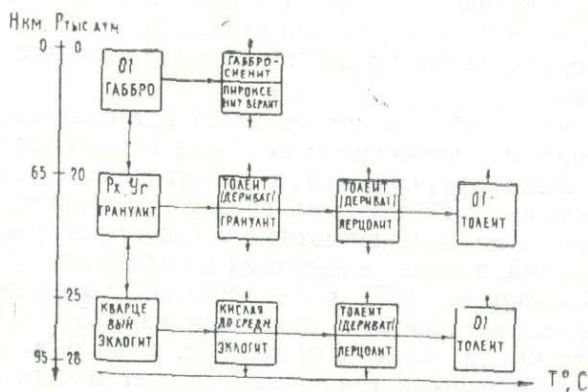 Hкм. Ртыс атм.
0 0
Ol
ГАББРО
ГАББРО-
СИЕНИТ
ПИРОКСЕ
НИТ ВЕРЛИТ
65 20
Px, Yг
ГРАНУЛИТ
ТОЛЕИТ
/ДЕРИВАТ/
ГРАНУЛИТ
ТОЛЕИТ
/ДЕРИВАТ/
ЛЕРЦОЛИТ
Ol-
ТОЛЕИТ
25
КВАРЦЕ
ВЫЙ
ЭКЛОГИТ
КИСЛАЯ
ДО СРЕДН
ЭКЛОГИТ
ТОЛЕИТ
/ДЕРИВАТ/
ЛЕРЦОЛИТ
Ol
ТОЛЕИТ
95 28
T°,C